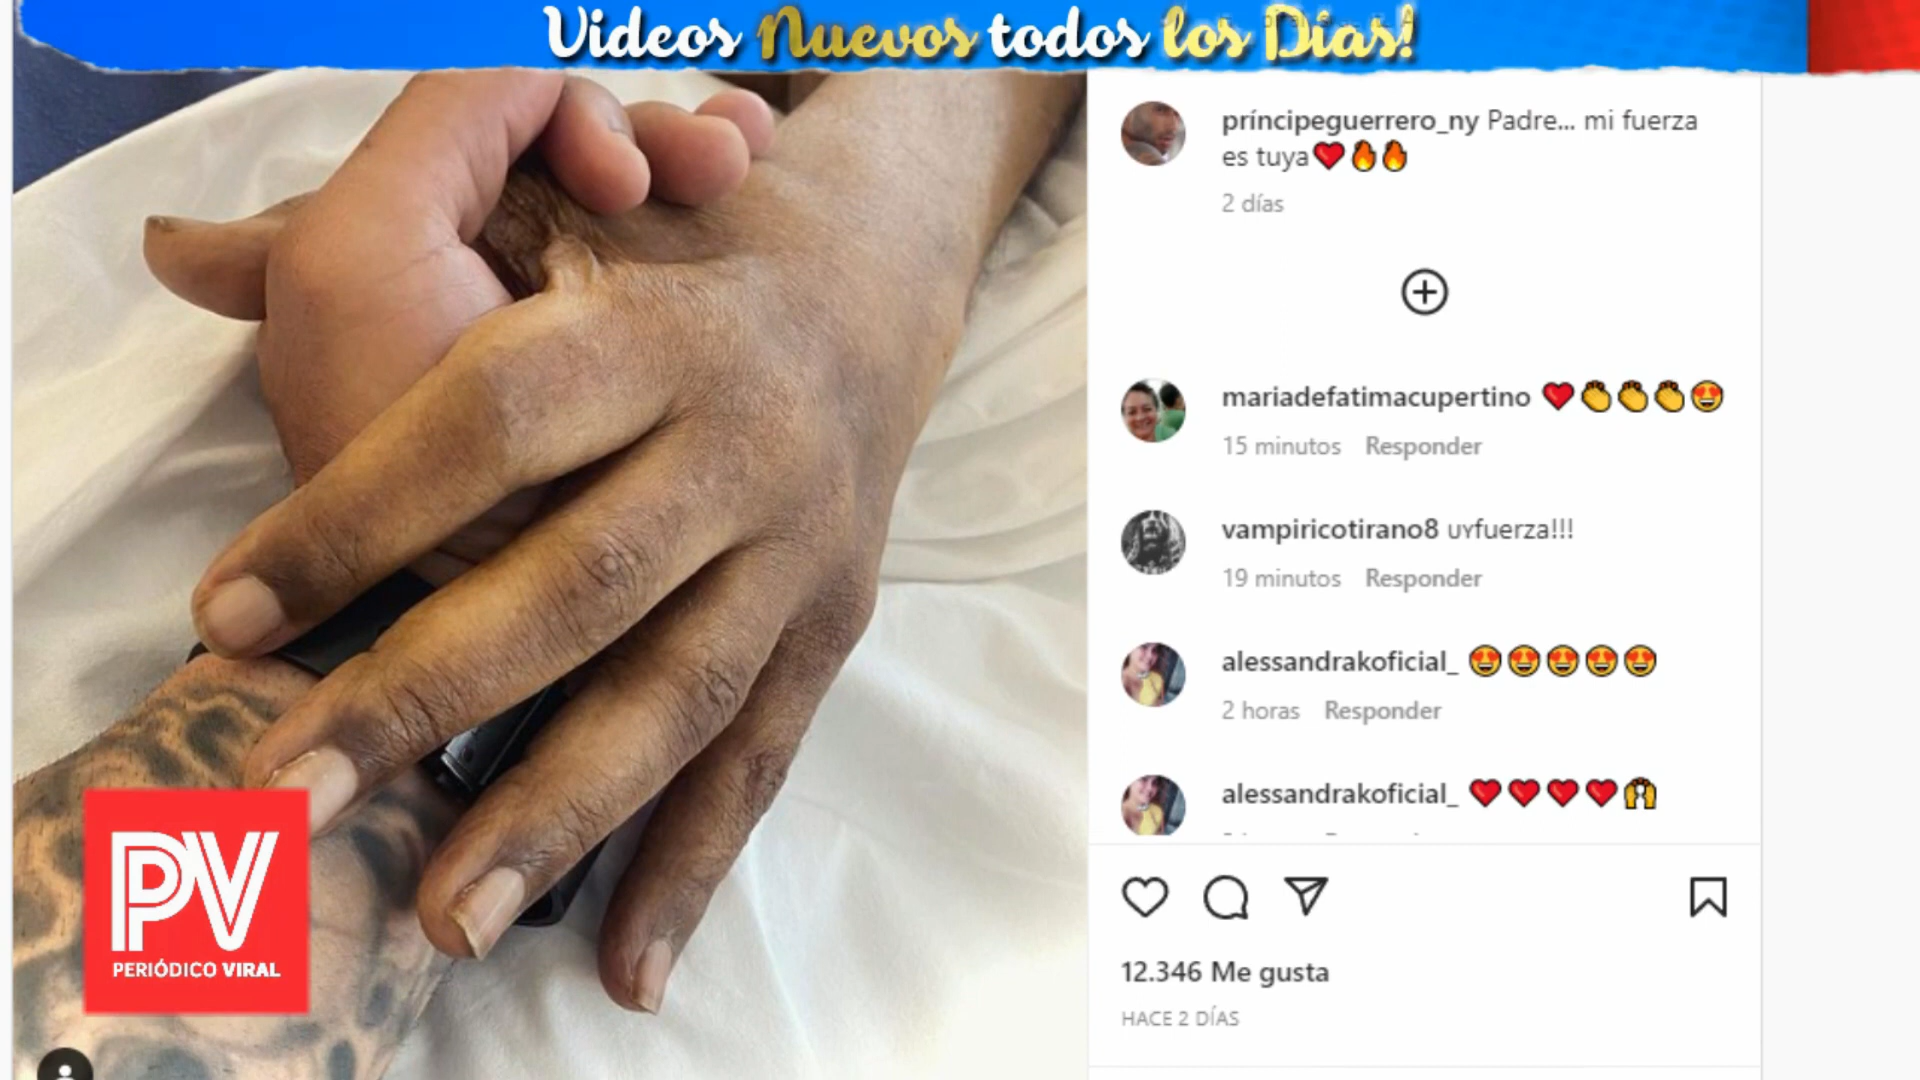 Videos Nuevos todos los Días!
príncipeguerrero_ny Padre... mi fuerza
es tuya❤️🔥🔥
2 días
mariadefatimacupertino ❤️👏👏👏😍
15 minutos Responder
vampiricotirano8 UYfuerza!!!
19 minutos Responder
alessandrakoficial_ 😍😍😍😍😍
2 horas Responder
alessandrakoficial_ ❤️❤️❤️❤️🙌
12.346 Me gusta
HACE 2 DÍAS
PV
PERIÓDICO VIRAL